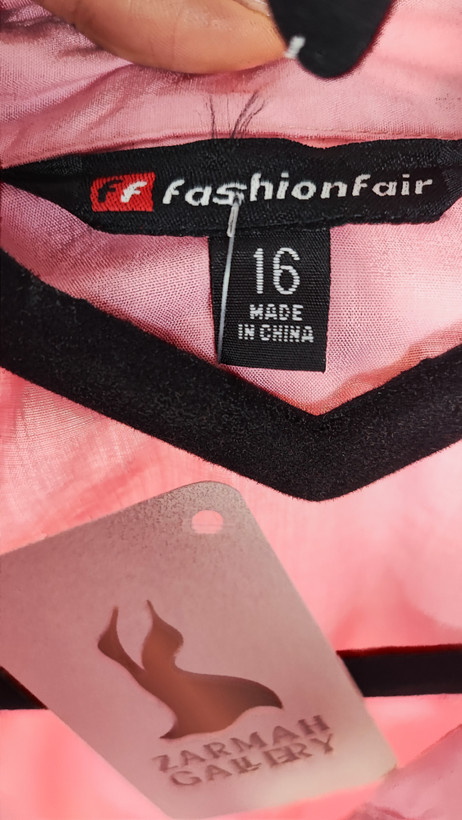 FF fashionfair
16
MADE
IN CHINA
ZARMAH
GALLERY